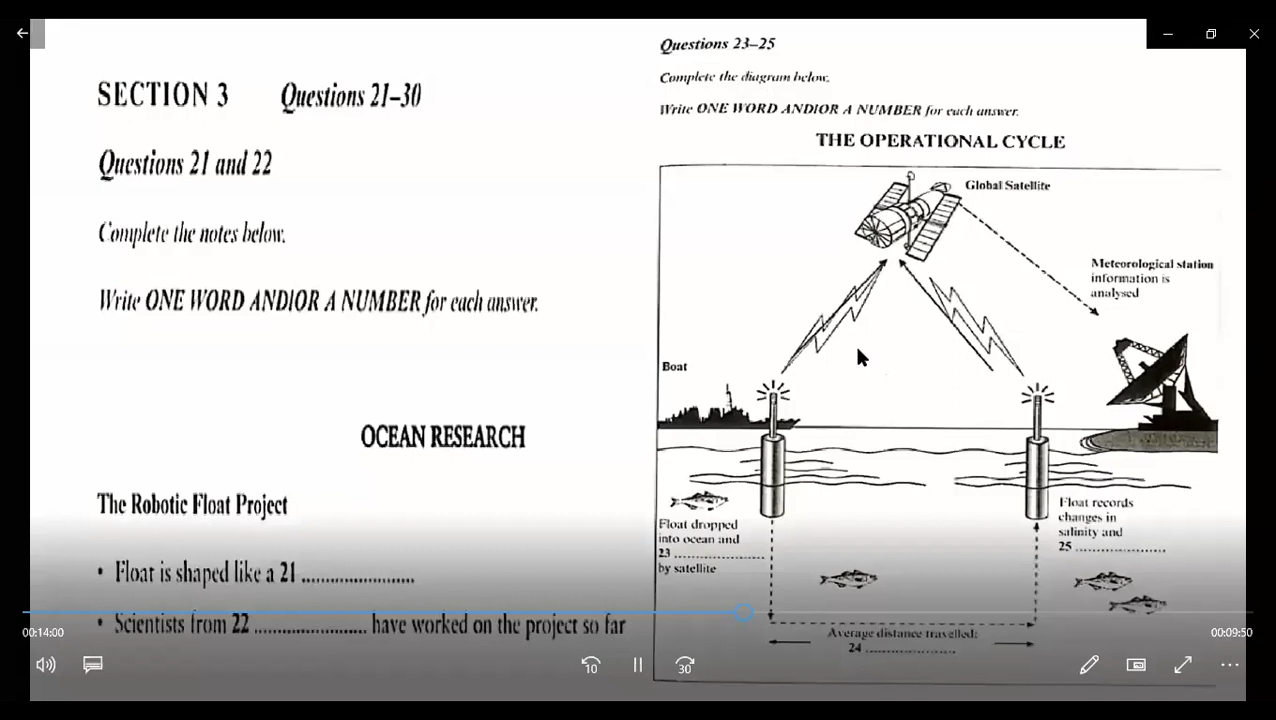 SECTION 3 Questions 21–30
Questions 21 and 22
Complete the notes below.
Write ONE WORD AND/OR A NUMBER for each answer.
OCEAN RESEARCH
The Robotic Float Project
• Float is shaped like a 21 ........................
• Scientists from 22 ........................ have worked on the project so far
Questions 23–25
Complete the diagram below.
Write ONE WORD AND/OR A NUMBER for each answer.
THE OPERATIONAL CYCLE
Global Satellite
Meteorological station
information is
analysed
Boat
Float dropped
into ocean and
23 ........................
by satellite
Float records
changes in
salinity and
25 ........................
Average distance travelled:
24 ........................
00:14:00
00:09:50
10
30